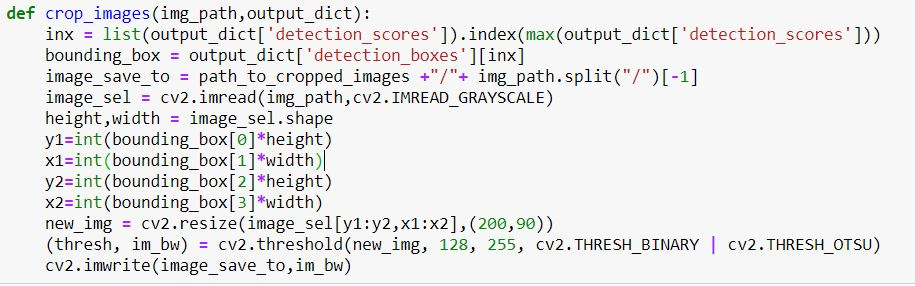 def crop_images(img_path,output_dict):
    inx = list(output_dict['detection_scores']).index(max(output_dict['detection_scores']))
    bounding_box = output_dict['detection_boxes'][inx]
    image_save_to = path_to_cropped_images +"/"+ img_path.split("/")[-1]
    image_sel = cv2.imread(img_path,cv2.IMREAD_GRAYSCALE)
    height,width = image_sel.shape
    y1=int(bounding_box[0]*height)
    x1=int(bounding_box[1]*width)
    y2=int(bounding_box[2]*height)
    x2=int(bounding_box[3]*width)
    new_img = cv2.resize(image_sel[y1:y2,x1:x2],(200,90))
    (thresh, im_bw) = cv2.threshold(new_img, 128, 255, cv2.THRESH_BINARY | cv2.THRESH_OTSU)
    cv2.imwrite(image_save_to,im_bw)